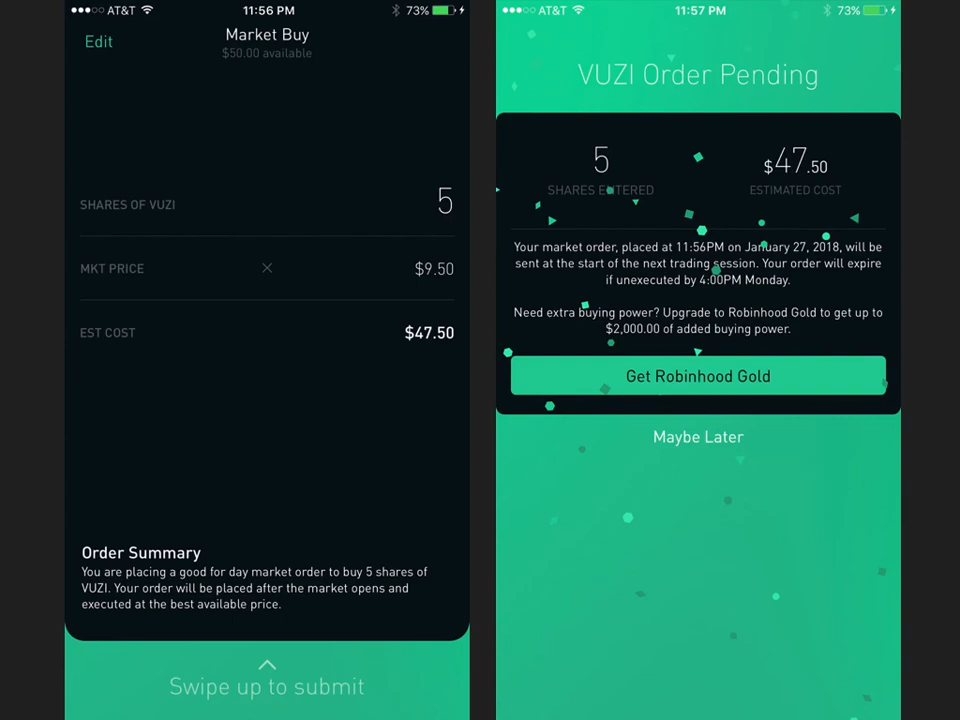 AT&T 11:56 PM 73%
Edit
Market Buy
$50.00 available
SHARES OF VUZI 5
MKT PRICE × $9.50
EST COST $47.50
Order Summary
You are placing a good for day market order to buy 5 shares of
VUZI. Your order will be placed after the market opens and
executed at the best available price.
Swipe up to submit
AT&T 11:57 PM 73%
VUZI Order Pending
5 $47.50
SHARES ENTERED ESTIMATED COST
Your market order, placed at 11:56PM on January 27, 2018, will be
sent at the start of the next trading session. Your order will expire
if unexecuted by 4:00PM Monday.
Need extra buying power? Upgrade to Robinhood Gold to get up to
$2,000.00 of added buying power.
Get Robinhood Gold
Maybe Later